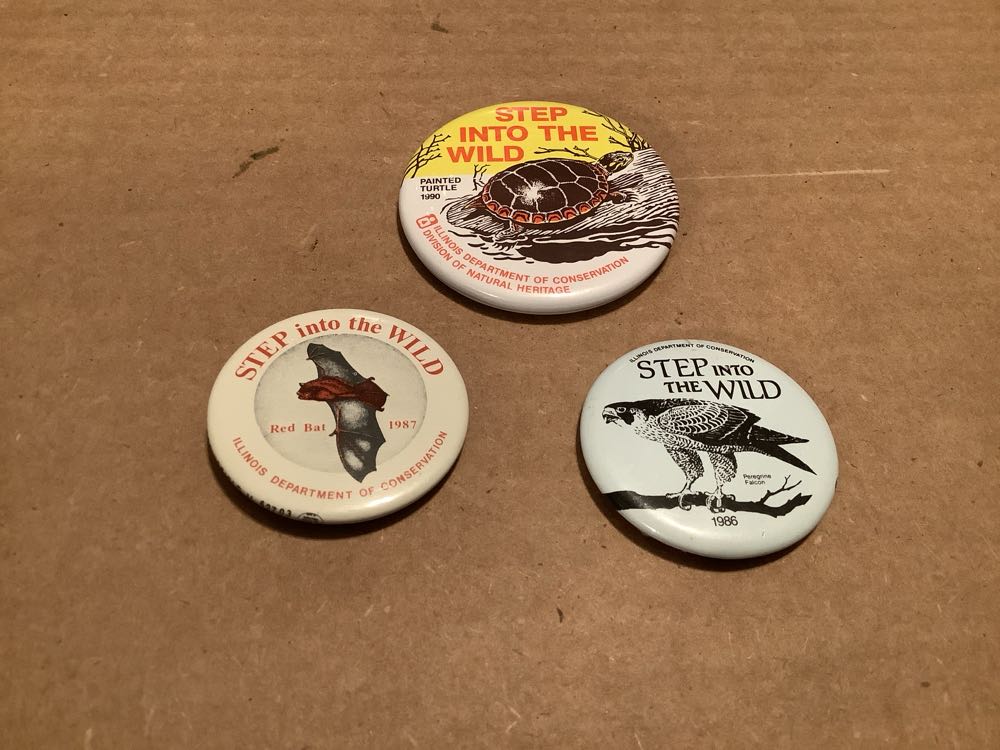 STEP
INTO THE
WILD
PAINTED
TURTLE
1990
ILLINOIS DEPARTMENT OF CONSERVATION
DIVISION OF NATURAL HERITAGE
STEP into the WILD
Red Bat 1987
ILLINOIS DEPARTMENT OF CONSERVATION
ILLINOIS DEPARTMENT OF CONSERVATION
STEP INTO
THE WILD
Peregrine
Falcon
1986